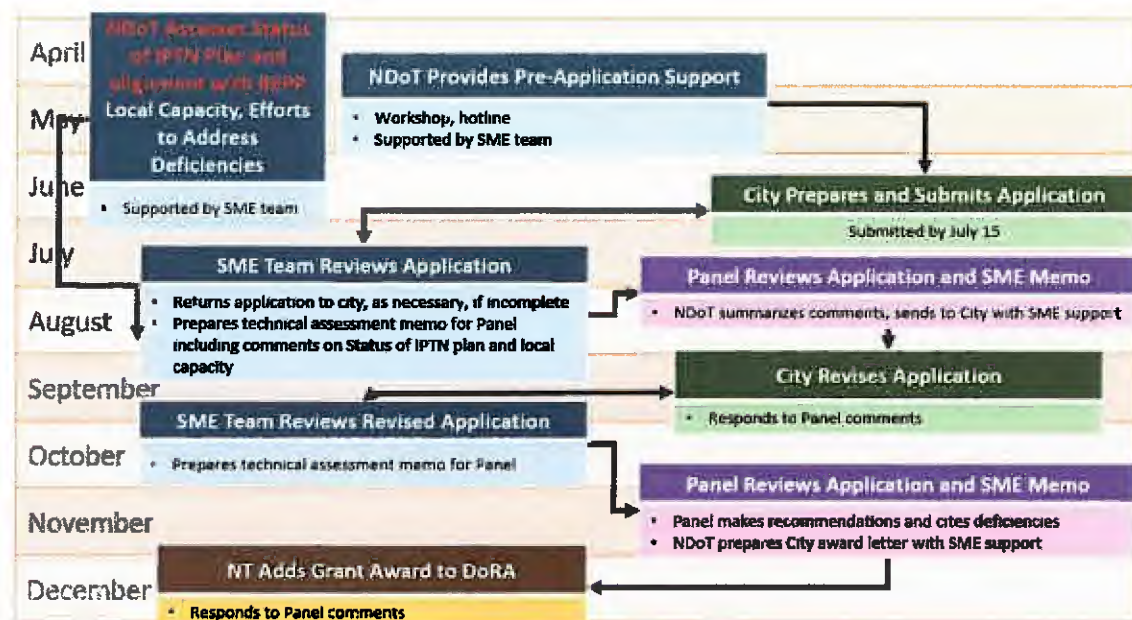 April
May
June
July
August
September
October
November
December
NDoT Assesses Status
of IPTN Plan and
alignment with
Local Capacity, Efforts
to Address
Deficiencies
• Supported by SME team
NDoT Provides Pre-Application Support
• Workshop, hotline
• Supported by SME team
City Prepares and Submits Application
Submitted by July 15
SME Team Reviews Application
• Returns application to city, as necessary, if incomplete
• Prepares technical assessment memo for Panel
including comments on Status of IPTN plan and local
capacity
Panel Reviews Application and SME Memo
• NDoT summarizes comments, sends to City with SME support
City Revises Application
• Responds to Panel comments
SME Team Reviews Revised Application
• Prepares technical assessment memo for Panel
Panel Reviews Application and SME Memo
• Panel makes recommendations and cites deficiencies
• NDoT prepares City award letter with SME support
NT Adds Grant Award to DoRA
• Responds to Panel comments